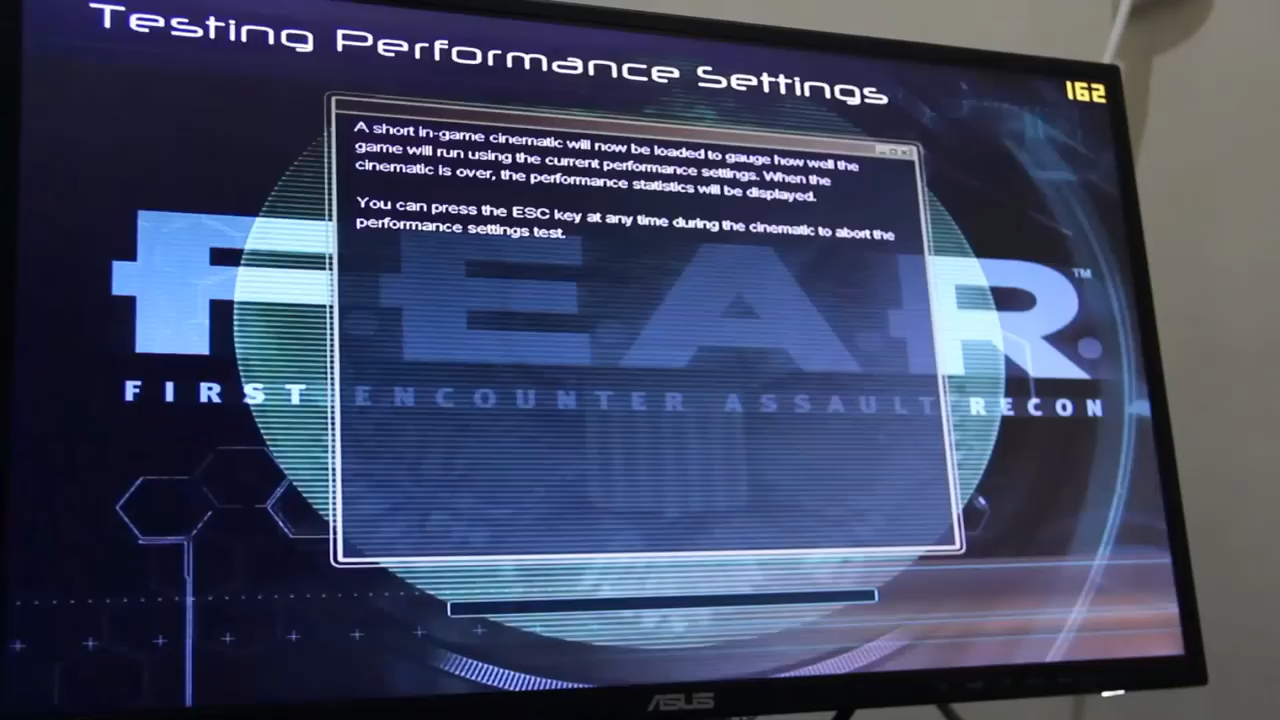 Testing Performance Settings
162
A short in-game cinematic will now be loaded to gauge how well the
game will run using the current performance settings. When the
cinematic is over, the performance statistics will be displayed.
You can press the ESC key at any time during the cinematic to abort the
performance settings test.
FEAR.™
FIRST ENCOUNTER ASSAULT RECON
ASUS